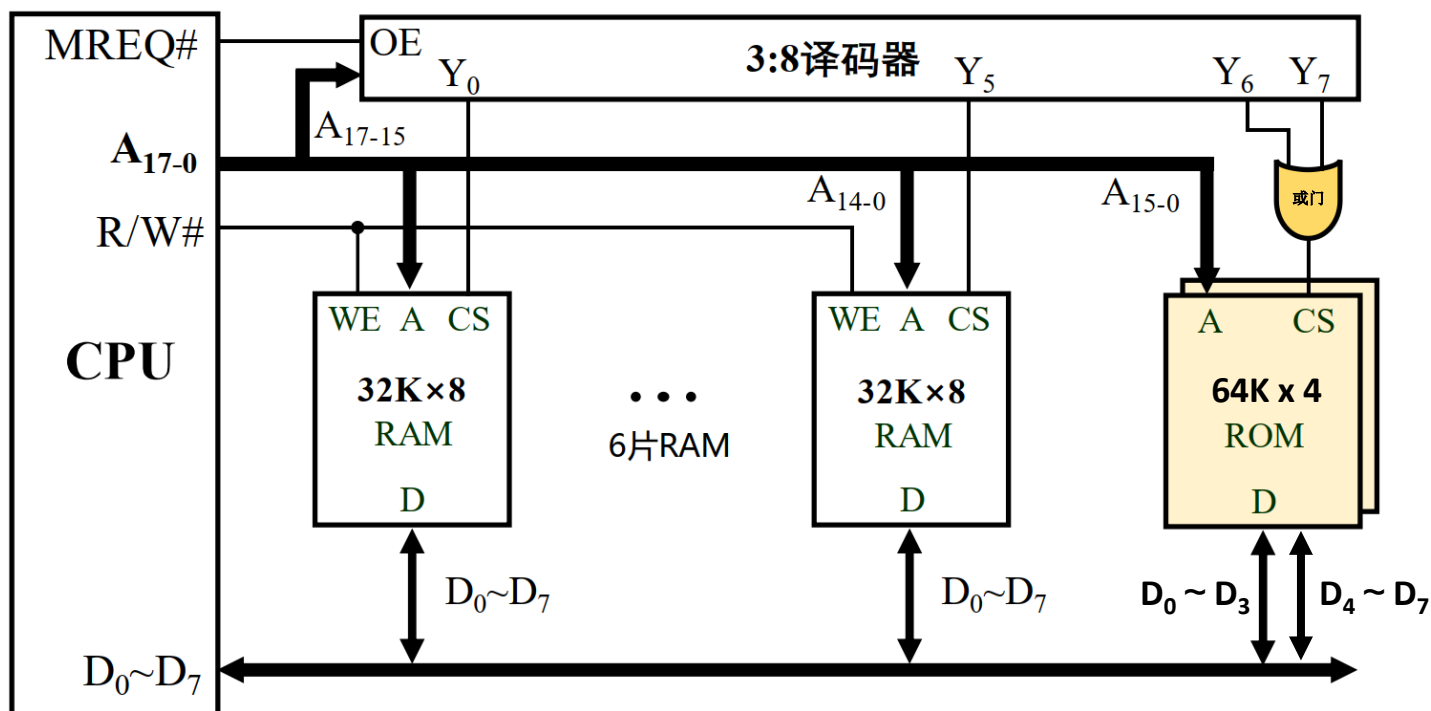 MREQ#
OE
3:8译码器
Y0
Y5
Y6
Y7
A17-15
A17-0
A14-0
A15-0
或门
R/W#
CPU
WE A CS
32K×8
RAM
D
...
6片RAM
WE A CS
32K×8
RAM
D
A CS
64K x 4
ROM
D
D0~D7
D0~D7
D0 ~ D3
D4 ~ D7
D0~D7